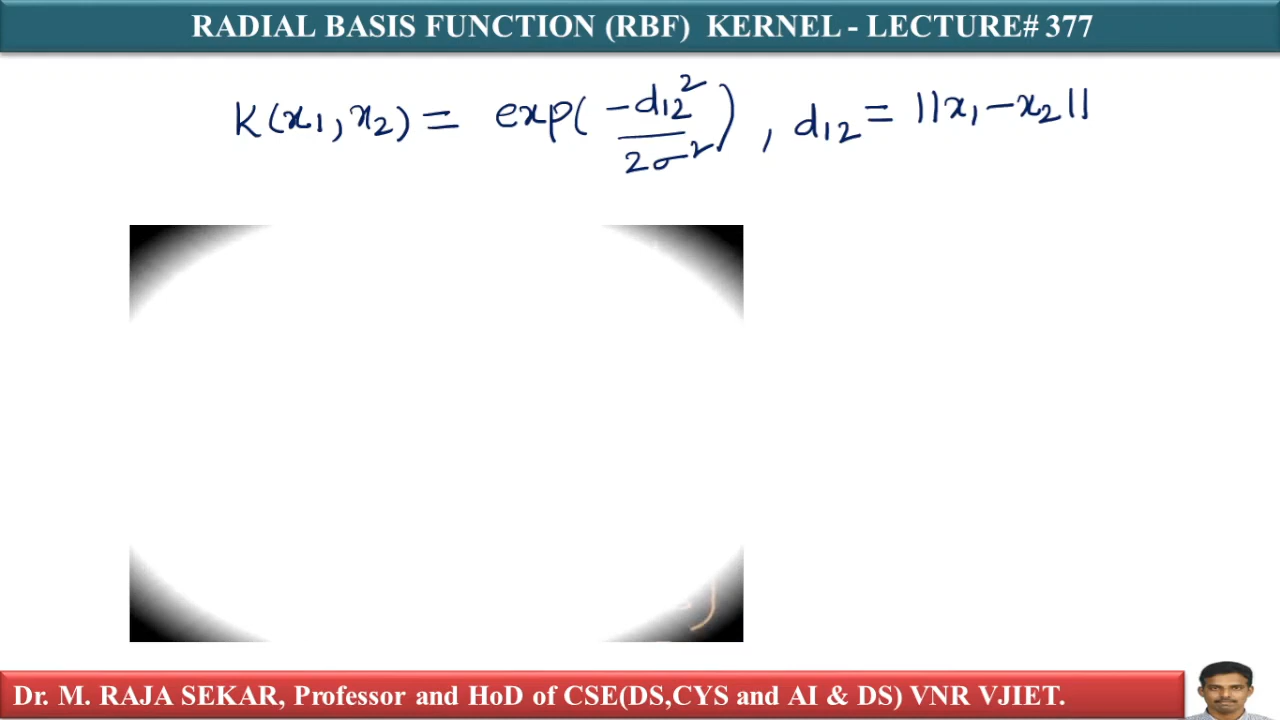 RADIAL BASIS FUNCTION (RBF) KERNEL - LECTURE# 377
K(x₁, x₂) = exp(-d₁₂²/2σ²), d₁₂ = ||x₁-x₂||
Dr. M. RAJA SEKAR, Professor and HoD of CSE(DS,CYS and AI & DS) VNR VJIET.